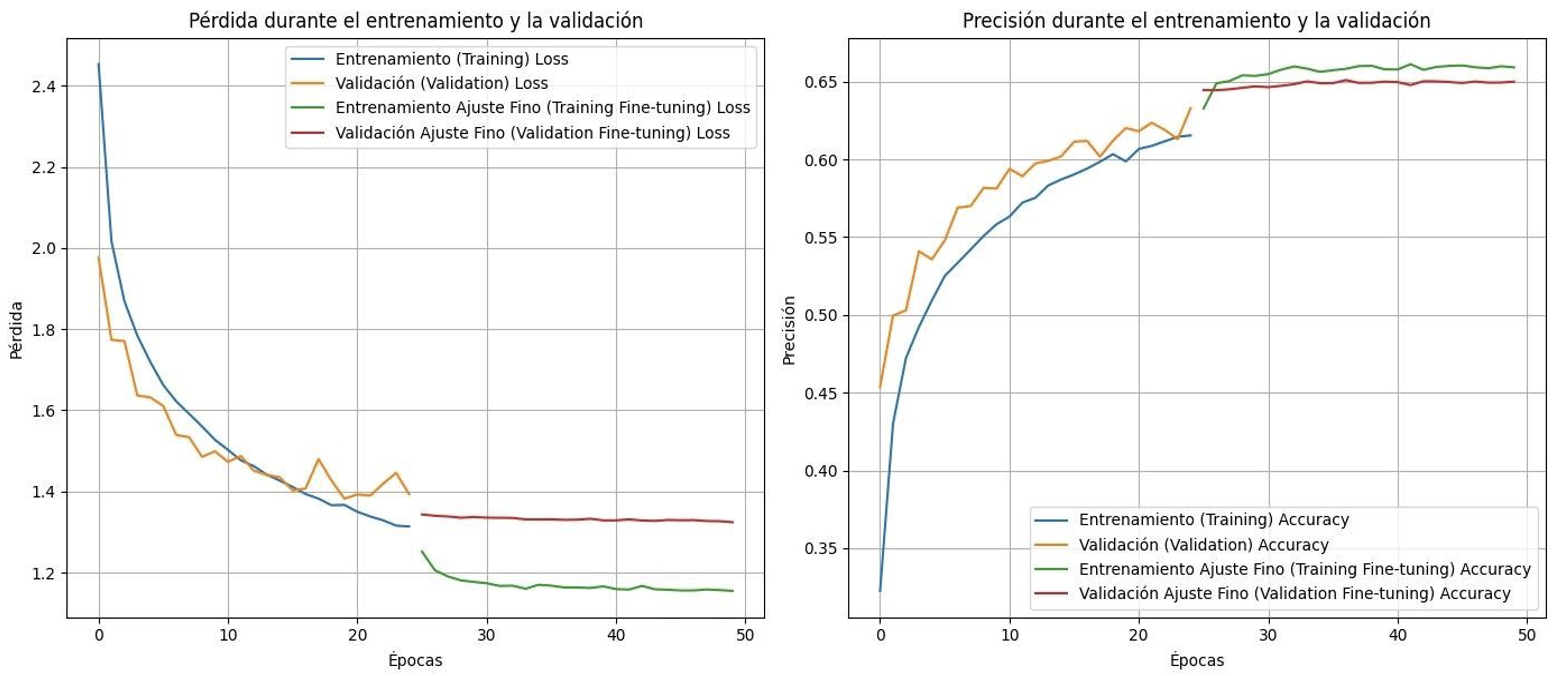 Pérdida durante el entrenamiento y la validación
Entrenamiento (Training) Loss
Validación (Validation) Loss
Entrenamiento Ajuste Fino (Training Fine-tuning) Loss
Validación Ajuste Fino (Validation Fine-tuning) Loss
2.4
2.2
2.0
1.8
1.6
1.4
1.2
Pérdida
0
10
20
30
40
50
Épocas
Precisión durante el entrenamiento y la validación
0.65
0.60
0.55
0.50
0.45
0.40
0.35
Precisión
Entrenamiento (Training) Accuracy
Validación (Validation) Accuracy
Entrenamiento Ajuste Fino (Training Fine-tuning) Accuracy
Validación Ajuste Fino (Validation Fine-tuning) Accuracy
0
10
20
30
40
50
Épocas